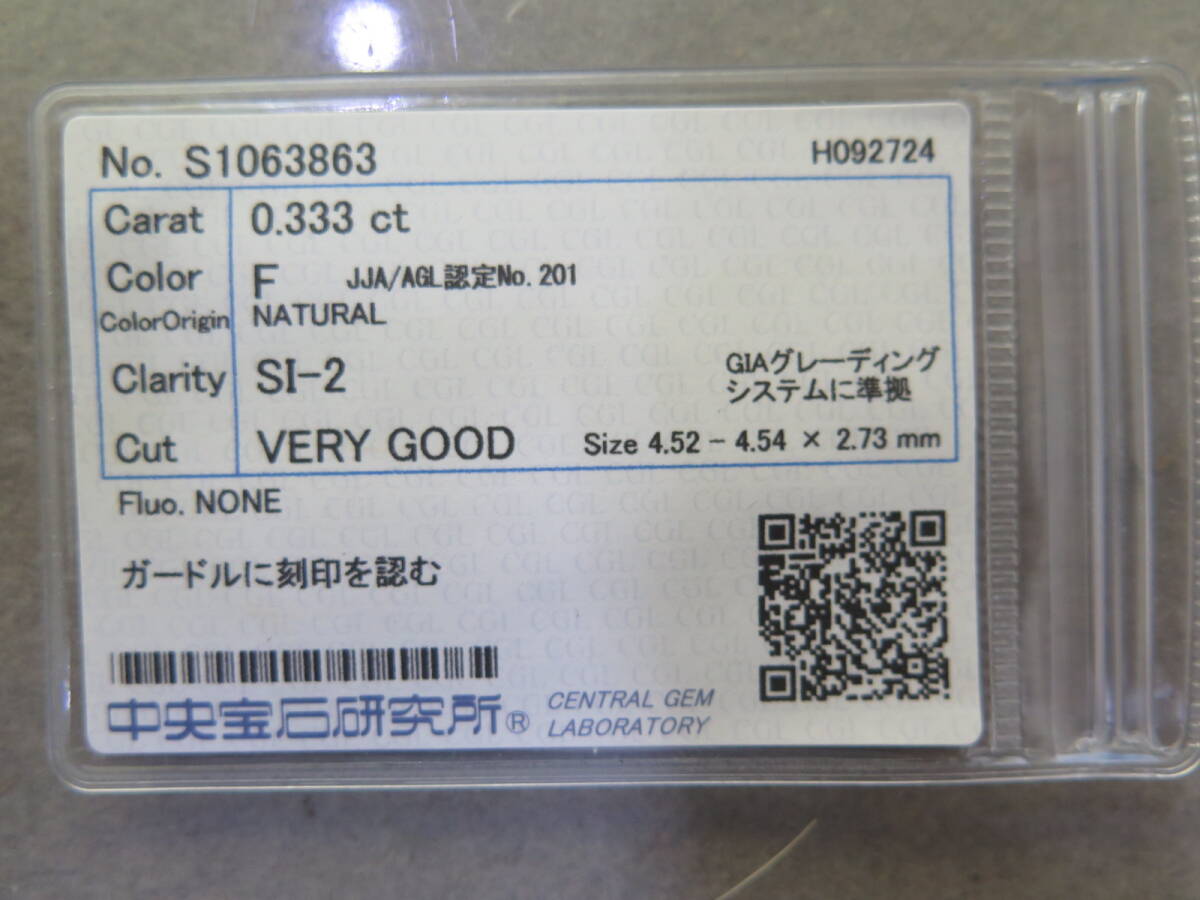 No. S1063863 H092724
Carat 0.333 ct
Color F JJA/AGL認定No. 201
ColorOrigin NATURAL
Clarity SI-2 GIAグレーディング
システムに準拠
Cut VERY GOOD Size 4.52 - 4.54 × 2.73 mm
Fluo. NONE
ガードルに刻印を認む
中央宝石研究所® CENTRAL GEM
LABORATORY